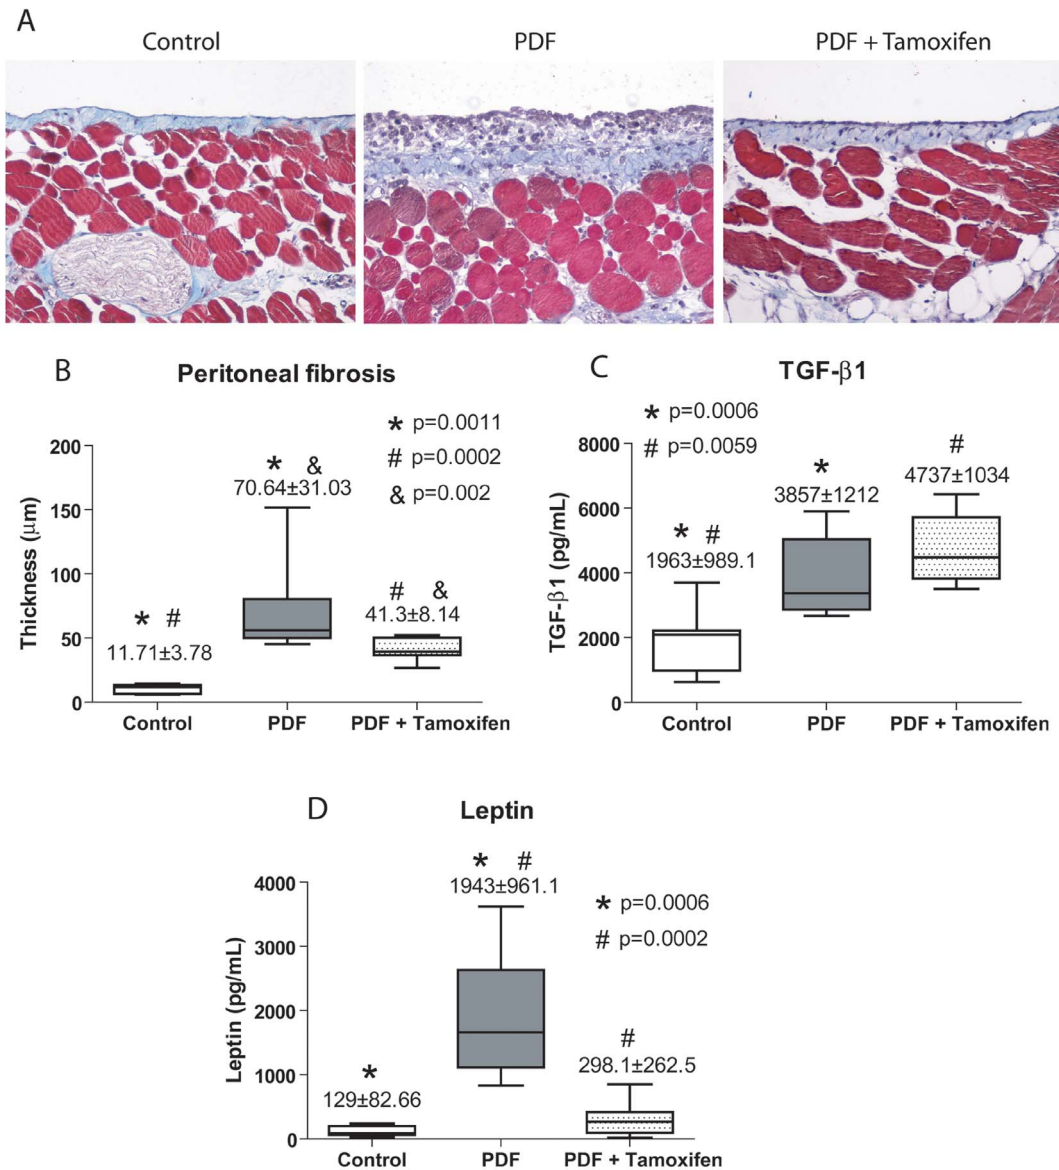 A
Control
PDF
PDF + Tamoxifen
B
Peritoneal fibrosis
* p=0.0011
# p=0.0002
& p=0.002
Thickness (μm)
200
150
100
50
0
* #
11.71±3.78
* &
70.64±31.03
# &
41.3±8.14
Control
PDF
PDF + Tamoxifen
C
TGF-β1
* p=0.0006
# p=0.0059
TGF-β1 (pg/mL)
8000
6000
4000
2000
0
* #
1963±989.1
*
3857±1212
#
4737±1034
Control
PDF
PDF + Tamoxifen
D
Leptin
* p=0.0006
# p=0.0002
Leptin (pg/mL)
4000
3000
2000
1000
0
*
129±82.66
* #
1943±961.1
#
298.1±262.5
Control
PDF
PDF + Tamoxifen